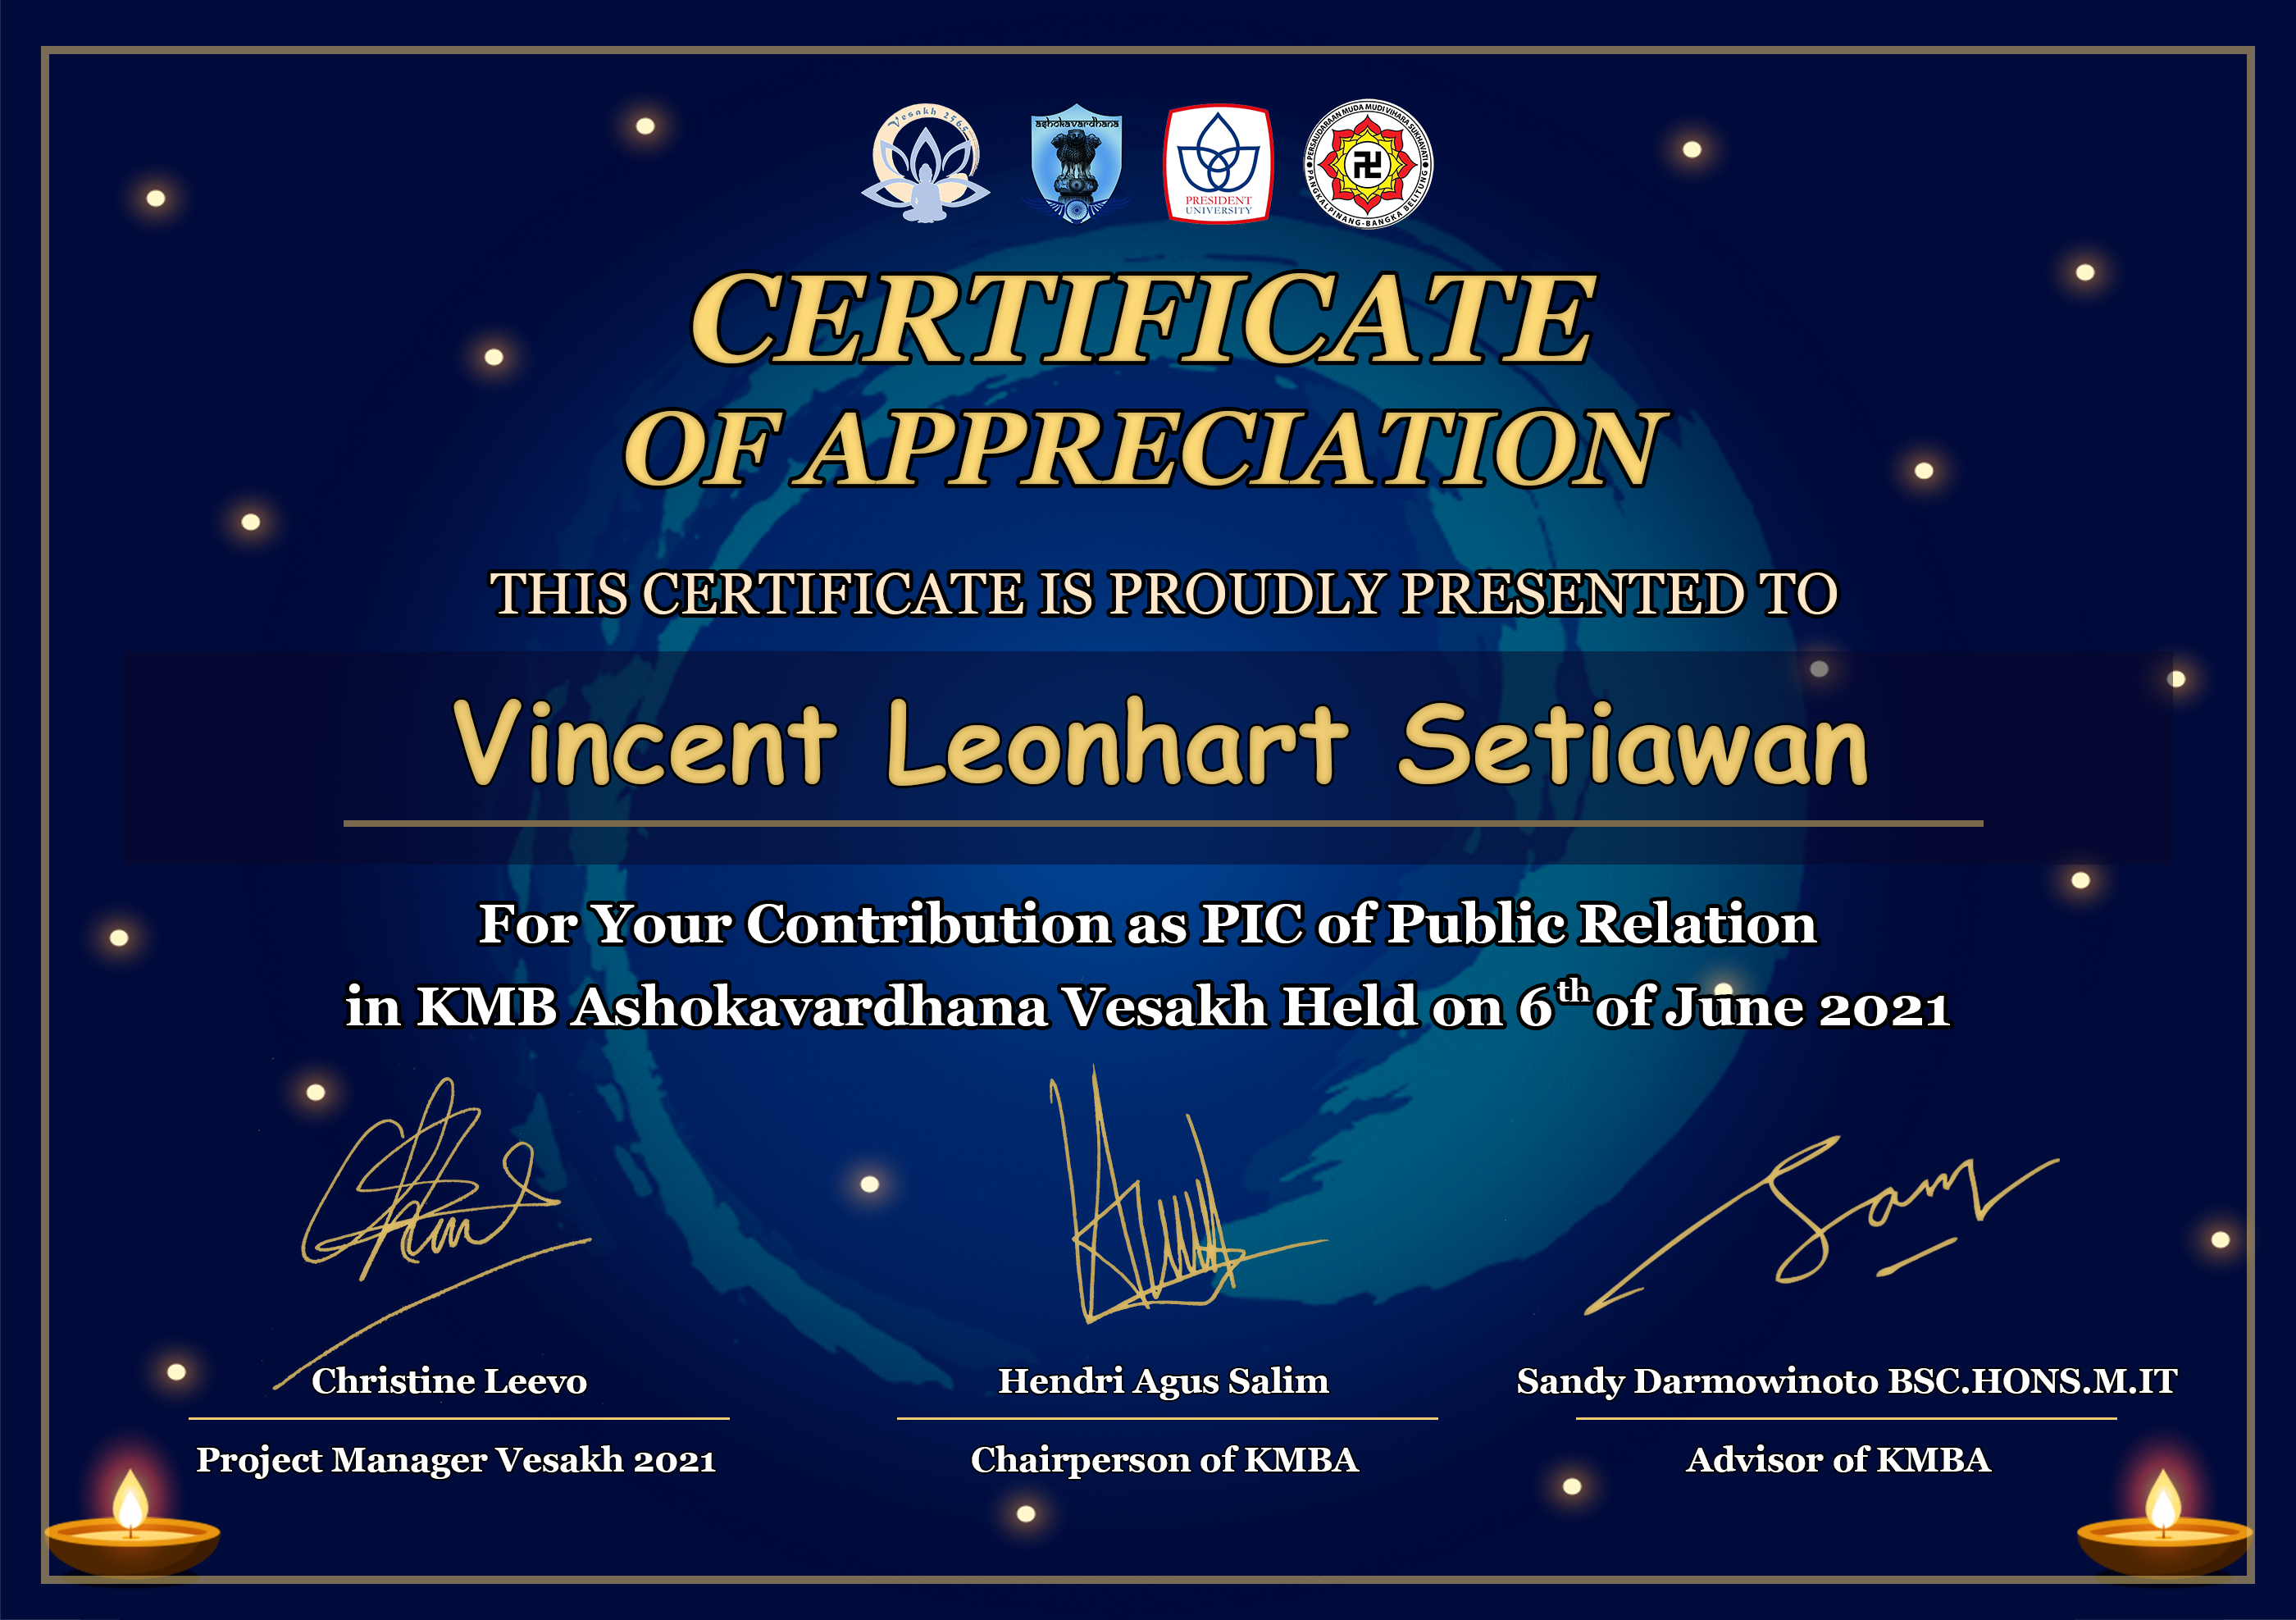 Vesakh 2565
ashokavardhana
PRESIDENT
UNIVERSITY
PERSAUDARAAN MUDA MUDI VIHARA SUKHAVATI
PANGKALPINANG-BANGKA BELITUNG
CERTIFICATE
OF APPRECIATION
THIS CERTIFICATE IS PROUDLY PRESENTED TO
Vincent Leonhart Setiawan
For Your Contribution as PIC of Public Relation
in KMB Ashokavardhana Vesakh Held on 6th of June 2021
Christine Leevo
Hendri Agus Salim
Sandy Darmowinoto BSC.HONS.M.IT
Project Manager Vesakh 2021
Chairperson of KMBA
Advisor of KMBA